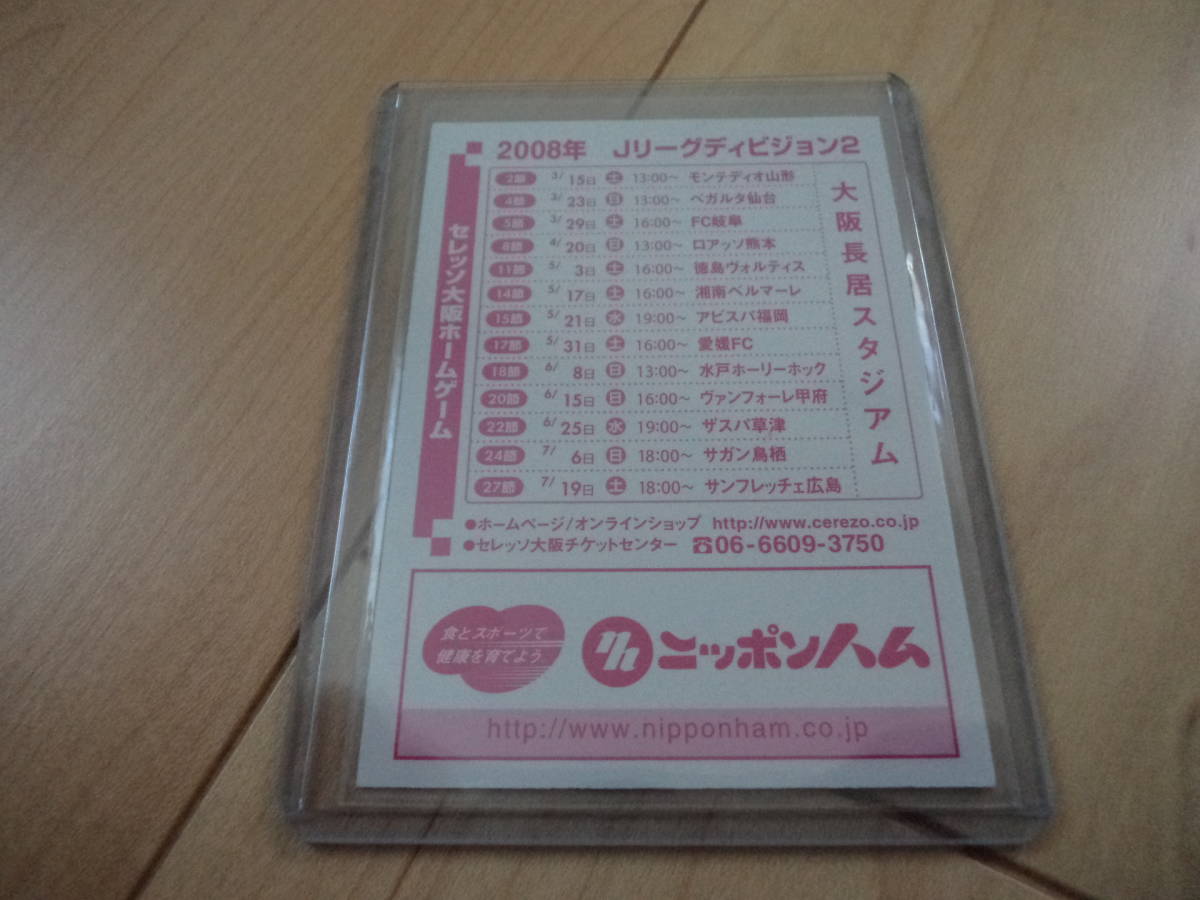 2008年 Jリーグディビジョン2
セレッソ大阪ホームゲーム
2節 3/15日 土 13:00~ モンテディオ山形
4節 3/23日 日 13:00~ ベガルタ仙台
5節 3/29日 土 16:00~ FC岐阜
8節 4/20日 日 13:00~ ロアッソ熊本
11節 5/3日 土 16:00~ 徳島ヴォルティス
14節 5/17日 土 16:00~ 湘南ベルマーレ
15節 5/21日 水 19:00~ アビスパ福岡
17節 5/31日 土 16:00~ 愛媛FC
18節 6/8日 日 13:00~ 水戸ホーリーホック
20節 6/15日 日 16:00~ ヴァンフォーレ甲府
22節 6/25日 水 19:00~ ザスパ草津
24節 7/6日 日 18:00~ サガン鳥栖
27節 7/19日 土 18:00~ サンフレッチェ広島
大阪長居スタジアム
●ホームページ/オンラインショップ http://www.cerezo.co.jp
●セレッソ大阪チケットセンター ☎06-6609-3750
食とスポーツで
健康を育てよう
nh ニッポンハム
http://www.nipponham.co.jp